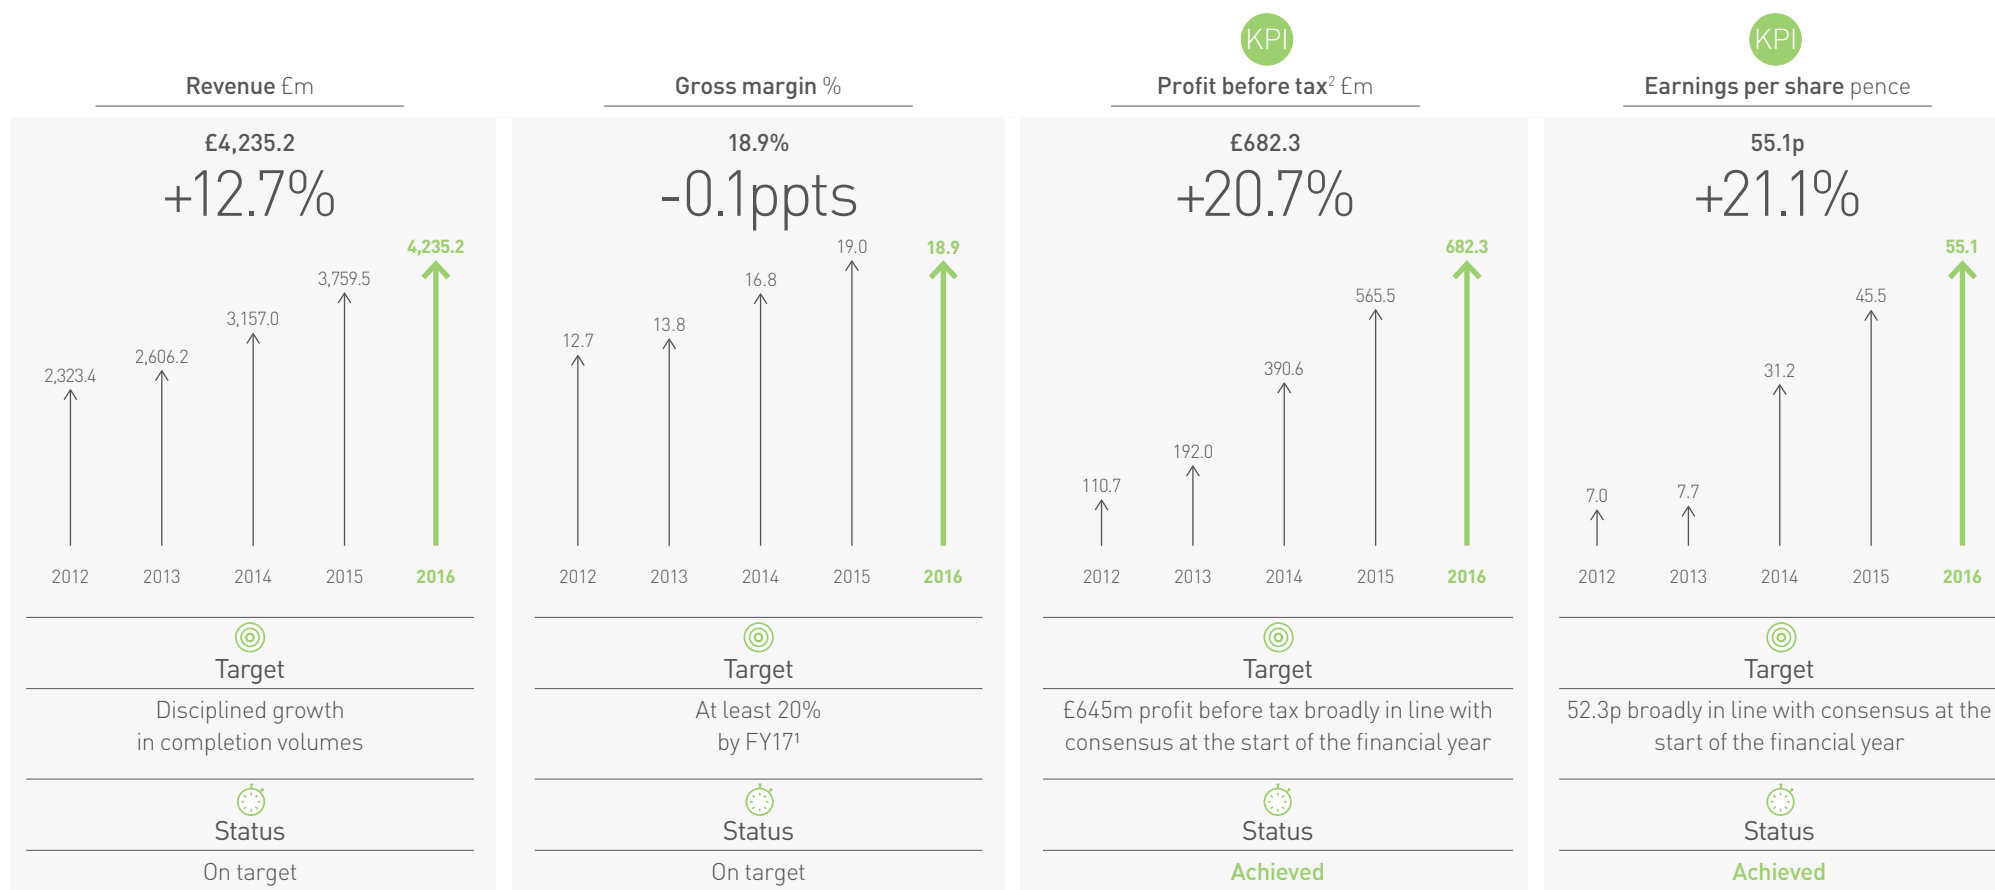 KPI
KPI
Revenue £m
Gross margin %
Profit before tax² £m
Earnings per share pence
£4,235.2
+12.7%
4,235.2
3,759.5
3,157.0
2,606.2
2,323.4
2012 2013 2014 2015 2016
Target
Disciplined growth
in completion volumes
Status
On target
18.9%
-0.1ppts
19.0
18.9
16.8
13.8
12.7
2012 2013 2014 2015 2016
Target
At least 20%
by FY17¹
Status
On target
£682.3
+20.7%
682.3
565.5
390.6
192.0
110.7
2012 2013 2014 2015 2016
Target
£645m profit before tax broadly in line with
consensus at the start of the financial year
Status
Achieved
55.1p
+21.1%
55.1
45.5
31.2
7.7
7.0
2012 2013 2014 2015 2016
Target
52.3p broadly in line with consensus at the
start of the financial year
Status
Achieved